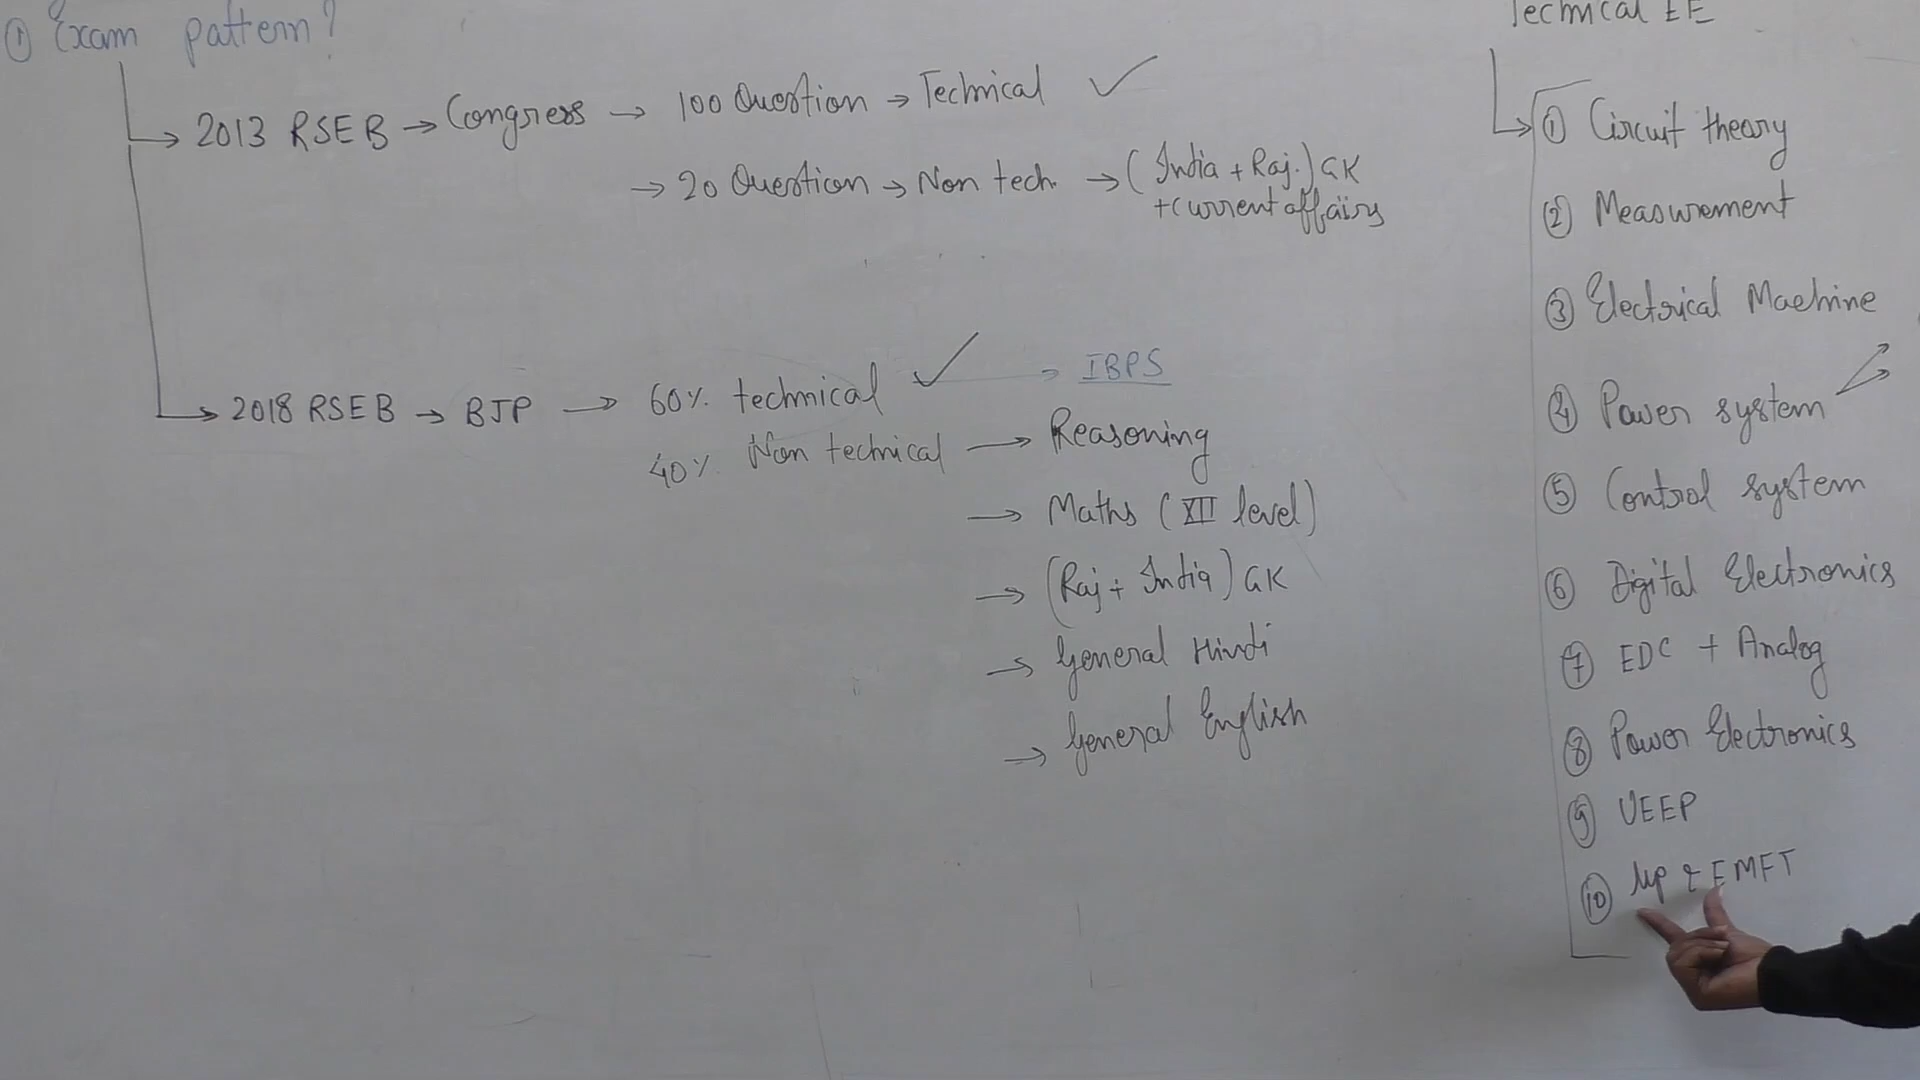 ① Exam pattern?
→ 2013 RSEB → Congress → 100 Question → Technical ✓
→ 20 Question → Non tech. → (India + Raj.) GK
+ Current affairs
→ 2018 RSEB → BJP → 60% technical ✓ → IBPS
40% Non technical → Reasoning
→ Maths (XII level)
→ (Raj + India) GK
→ General Hindi
→ General English
Technical EE
① Circuit theory
② Measurement
③ Electrical Machine
④ Power system
⑤ Control system
⑥ Digital Electronics
⑦ EDC + Analog
⑧ Power Electronics
⑨ UEEP
⑩ μp & EMFT